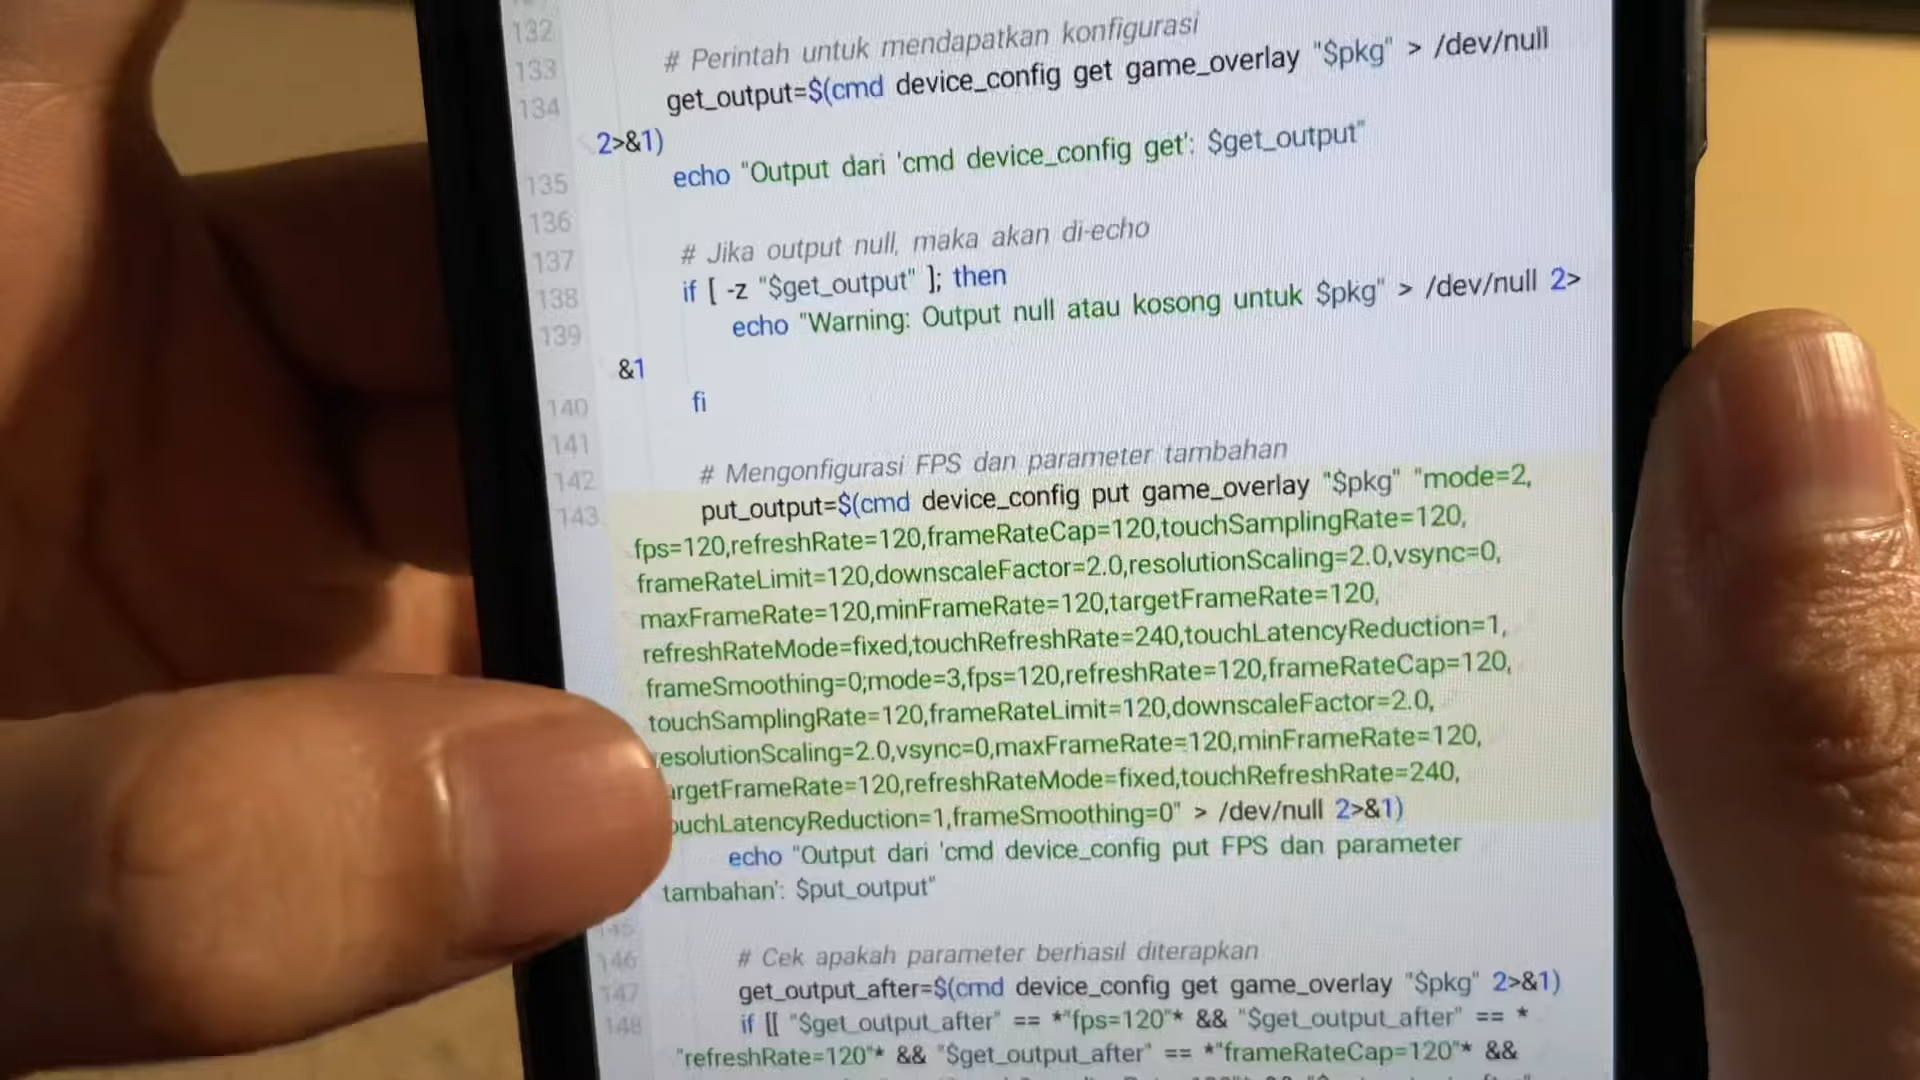 132
133 # Perintah untuk mendapatkan konfigurasi
134 get_output=$(cmd device_config get game_overlay "$pkg" > /dev/null
2>&1)
135 echo "Output dari 'cmd device_config get': $get_output"
136
137 # Jika output null, maka akan di-echo
138 if [ -z "$get_output" ]; then
139 echo "Warning: Output null atau kosong untuk $pkg" > /dev/null 2>
&1
140 fi
141
142 # Mengonfigurasi FPS dan parameter tambahan
143 put_output=$(cmd device_config put game_overlay "$pkg" "mode=2,
fps=120,refreshRate=120,frameRateCap=120,touchSamplingRate=120,
frameRateLimit=120,downscaleFactor=2.0,resolutionScaling=2.0,vsync=0,
maxFrameRate=120,minFrameRate=120,targetFrameRate=120,
refreshRateMode=fixed,touchRefreshRate=240,touchLatencyReduction=1,
frameSmoothing=0;mode=3,fps=120,refreshRate=120,frameRateCap=120,
touchSamplingRate=120,frameRateLimit=120,downscaleFactor=2.0,
esolutionScaling=2.0,vsync=0,maxFrameRate=120,minFrameRate=120,
rgetFrameRate=120,refreshRateMode=fixed,touchRefreshRate=240,
ouchLatencyReduction=1,frameSmoothing=0" > /dev/null 2>&1)
echo "Output dari 'cmd device_config put FPS dan parameter
tambahan': $put_output"
145
146 # Cek apakah parameter berhasil diterapkan
147 get_output_after=$(cmd device_config get game_overlay "$pkg" 2>&1)
148 if [[ "$get_output_after" == *"fps=120"* && "$get_output_after" == *
"refreshRate=120"* && "$get_output_after" == *"frameRateCap=120"* &&